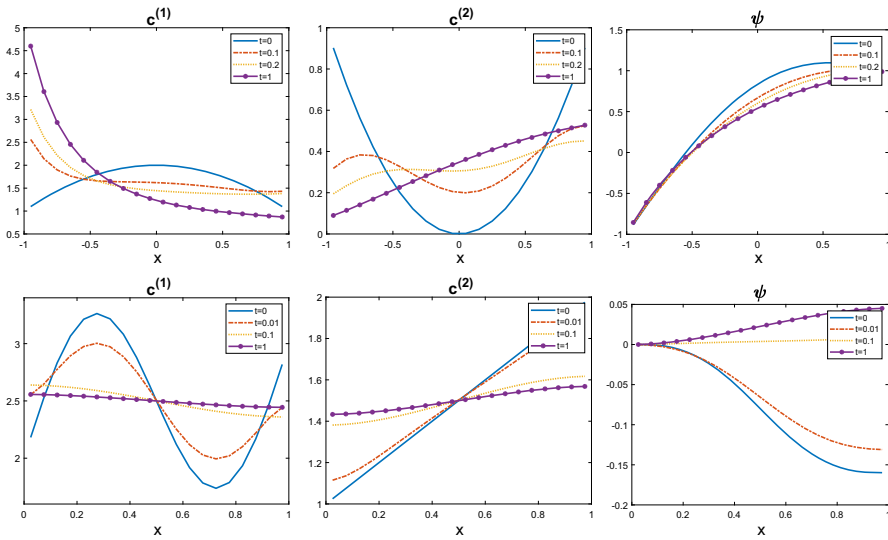 c(1)
5
4.5
4
3.5
3
2.5
2
1.5
1
0.5
-1
-0.5
0
0.5
1
x
t=0
t=0.1
t=0.2
t=1
c(2)
1
0.8
0.6
0.4
0.2
0
-1
-0.5
0
0.5
1
x
t=0
t=0.1
t=0.2
t=1
ψ
1.5
1
0.5
0
-0.5
-1
-1
-0.5
0
0.5
1
x
t=0
t=0.1
t=0.2
t=1
c(1)
3
2.5
2
0
0.2
0.4
0.6
0.8
1
x
t=0
t=0.01
t=0.1
t=1
c(2)
2
1.8
1.6
1.4
1.2
1
0
0.2
0.4
0.6
0.8
1
x
t=0
t=0.01
t=0.1
t=1
ψ
0.05
0
-0.05
-0.1
-0.15
-0.2
0
0.2
0.4
0.6
0.8
1
x
t=0
t=0.01
t=0.1
t=1